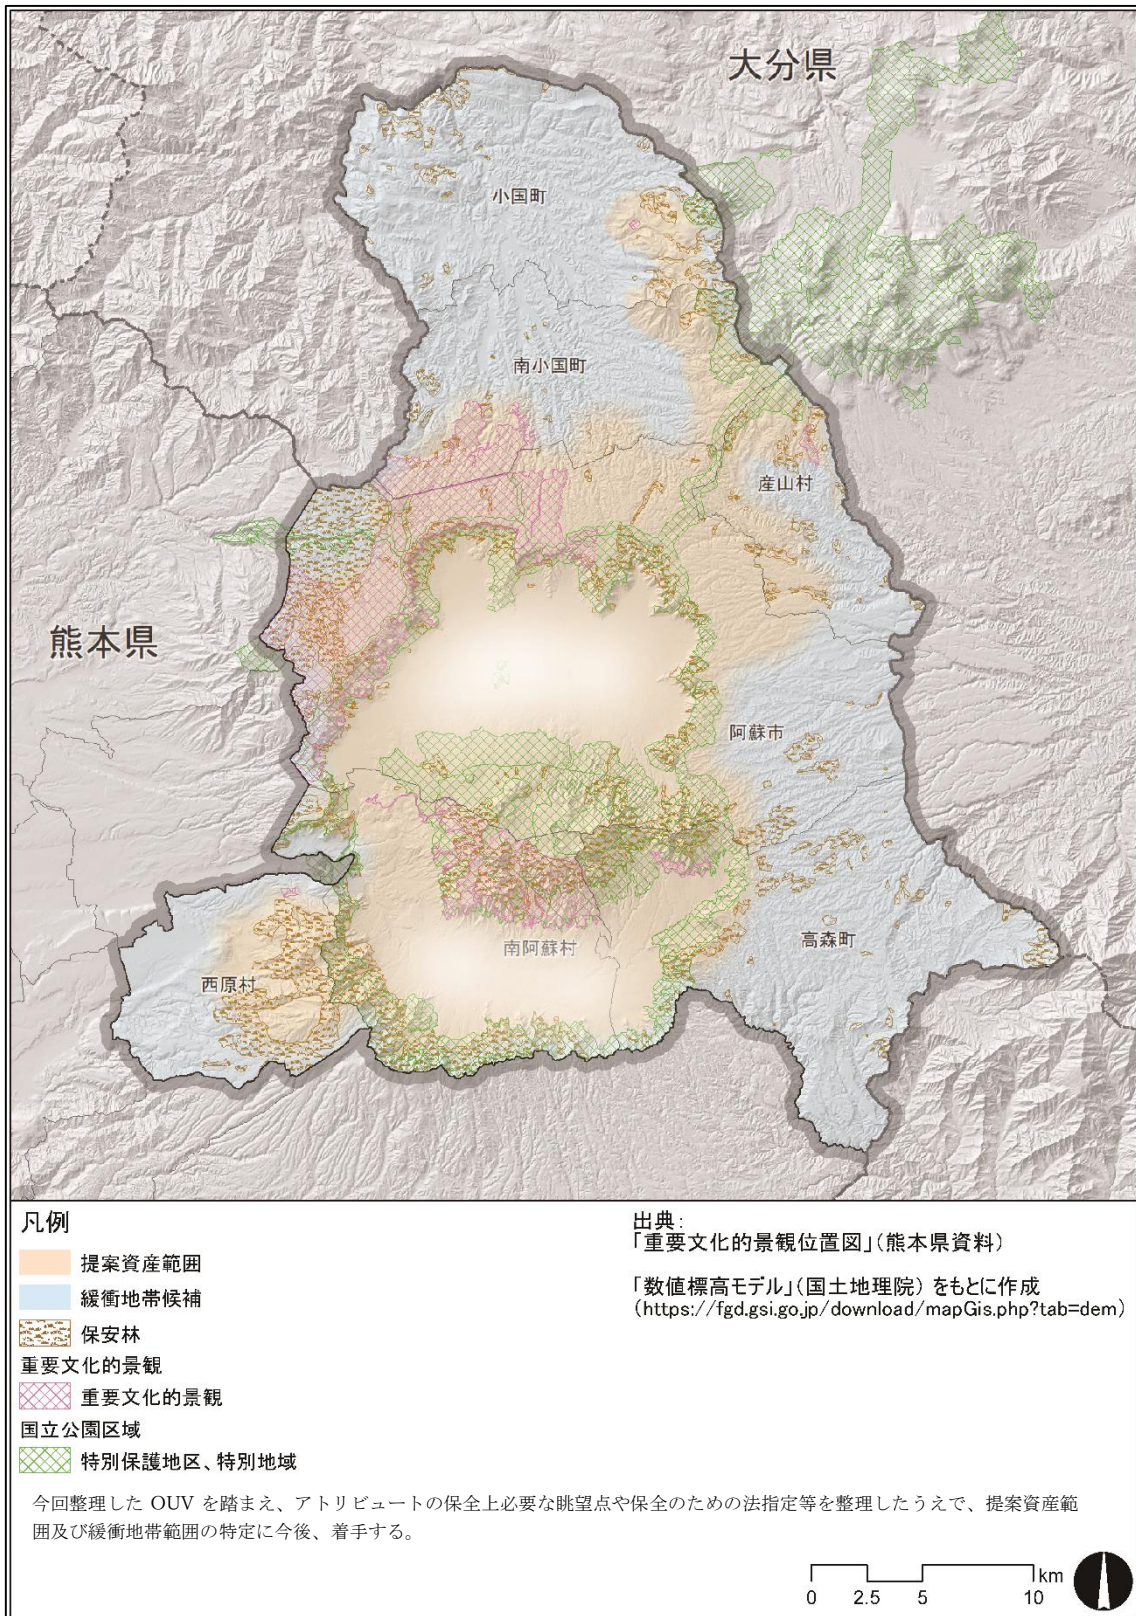 大分県
小国町
南小国町
産山村
熊本県
阿蘇市
南阿蘇村
高森町
西原村
凡例
提案資産範囲
緩衝地帯候補
保安林
重要文化的景観
重要文化的景観
国立公園区域
特別保護地区、特別地域
出典:
「重要文化的景観位置図」(熊本県資料)
「数値標高モデル」(国土地理院) をもとに作成
(https://fgd.gsi.go.jp/download/mapGis.php?tab=dem)
今回整理した OUV を踏まえ、アトリビュートの保全上必要な眺望点や保全のための法指定等を整理したうえで、提案資産範
囲及び緩衝地帯範囲の特定に今後、着手する。
km
0 2.5 5 10